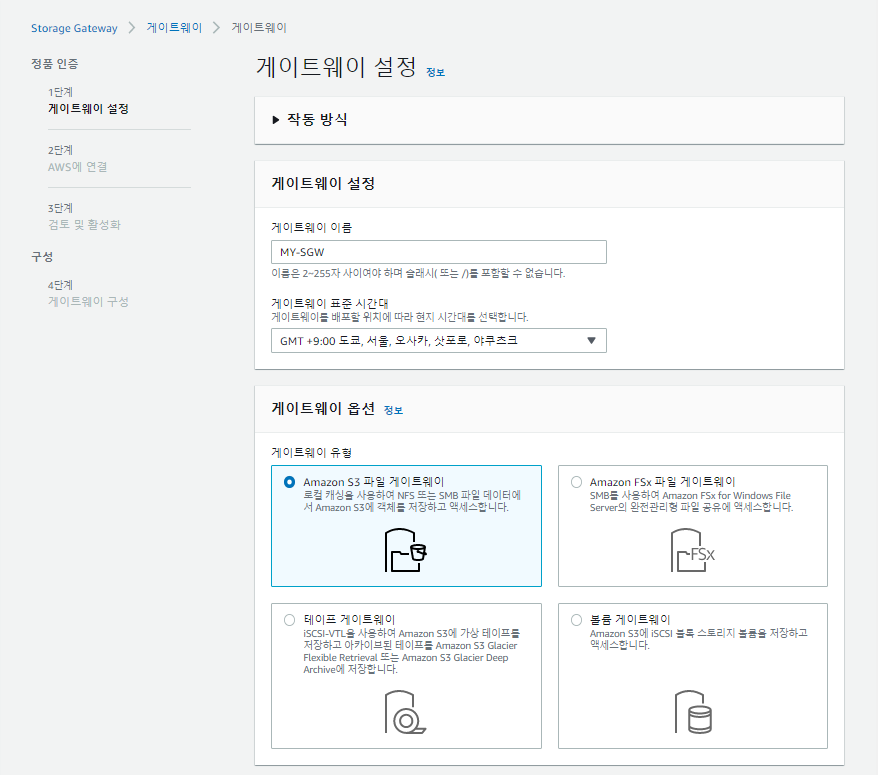 Storage Gateway > 게이트웨이 > 게이트웨이
정품 인증
1단계
게이트웨이 설정
2단계
AWS에 연결
3단계
검토 및 활성화
구성
4단계
게이트웨이 구성
게이트웨이 설정 정보
▶ 작동 방식
게이트웨이 설정
게이트웨이 이름
MY-SGW
이름은 2~255자 사이여야 하며 슬래시( 또는 /)를 포함할 수 없습니다.
게이트웨이 표준 시간대
게이트웨이를 배포할 위치에 따라 현지 시간대를 선택합니다.
GMT +9:00 도쿄, 서울, 오사카, 삿포로, 야쿠츠크
게이트웨이 옵션 정보
게이트웨이 유형
Amazon S3 파일 게이트웨이
로컬 캐싱을 사용하여 NFS 또는 SMB 파일 데이터에
서 Amazon S3에 객체를 저장하고 액세스합니다.
Amazon FSx 파일 게이트웨이
SMB를 사용하여 Amazon FSx for Windows File
Server의 완전관리형 파일 공유에 액세스합니다.
FSx
테이프 게이트웨이
iSCSI-VTL을 사용하여 Amazon S3에 가상 테이프를
저장하고 아카이브된 테이프를 Amazon S3 Glacier
Flexible Retrieval 또는 Amazon S3 Glacier Deep
Archive에 저장합니다.
볼륨 게이트웨이
Amazon S3에 iSCSI 블록 스토리지 볼륨을 저장하고
액세스합니다.